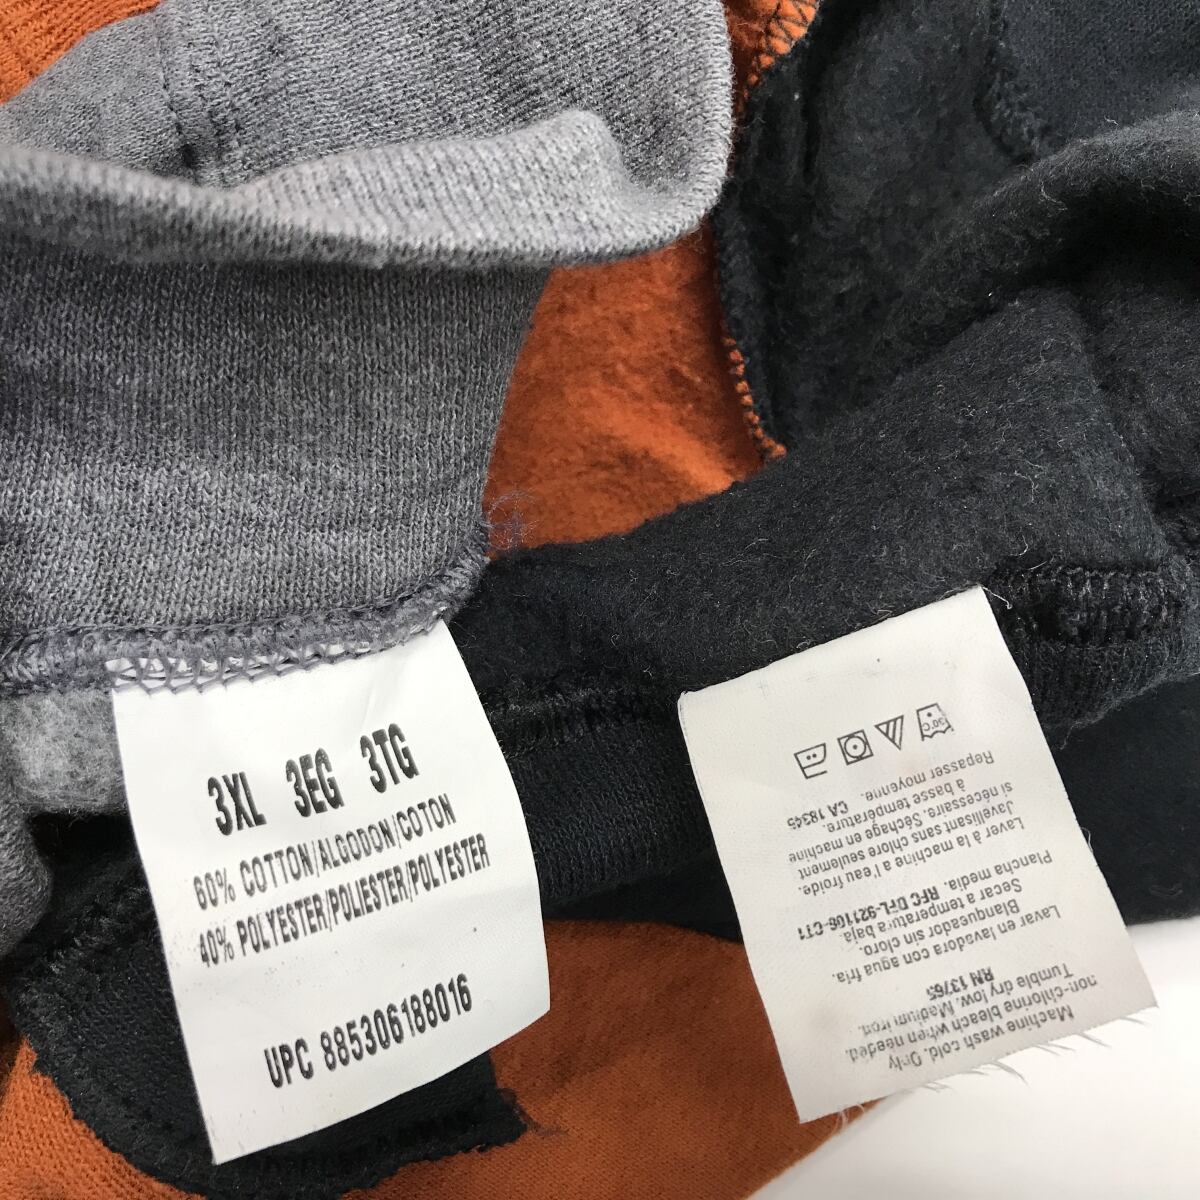 3XL 3EG 3TG
60% COTTON/ALGODON/COTON
40% POLYESTER/POLIESTER/POLYESTER
UPC 885306188016
Machine wash cold. Only
non-chlorine bleach when needed.
Tumble dry low. Medium iron.
RN 13765
Lavar en lavadora con agua fria.
Blanqueador sin cloro.
Secar a temperatura baja.
Plancha media. RFC DFL-921106-CT1
Laver à la machine a l'eau froide.
Javellisant sans chlore seulement
si nécessaire. Séchage en machine
à basse température.
Repasser moyenne. CA 18345
30°C